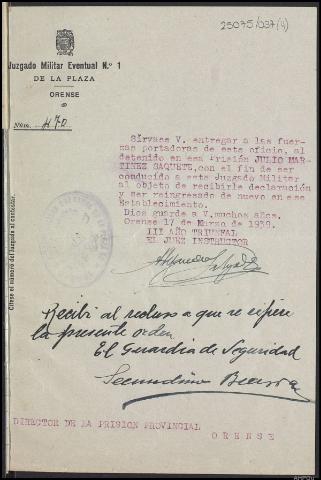 25075/037(4)
Juzgado Militar Eventual N.º 1
DE LA PLAZA
ORENSE
Núm. 470
Sírvase V. entregar a las fuer-
zas portadoras de este oficio, al
detenido en esa Prisión JULIO MAR-
TINEZ SAQUETE, con el fin de ser
conducido a este Juzgado Militar
al objeto de recibirle declaración
y ser reingresado de nuevo en ese
Establecimiento.
Dios guarde a V. muchos años.
Orense 17 de Marzo de 1939.
III AÑO TRIUNFAL
EL JUEZ INSTRUCTOR
Cítese el número del Juzgado al contestar.
Recibí al recluso a que se refiere
la presente orden
El Guardia de Seguridad
Secundino
DIRECTOR DE LA PRISION PROVINCIAL
ORENSE
AHPOU